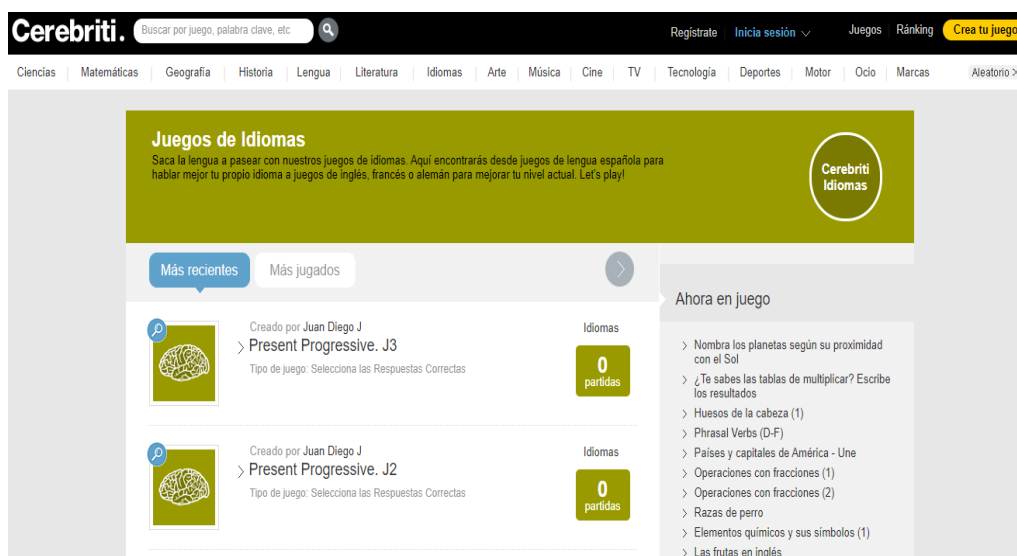 Cerebriti.
Buscar por juego, palabra clave, etc
Regístrate
Inicia sesión
Juegos
Ránking
Crea tu juego
Ciencias
Matemáticas
Geografía
Historia
Lengua
Literatura
Idiomas
Arte
Música
Cine
TV
Tecnología
Deportes
Motor
Ocio
Marcas
Aleatorio >
Juegos de Idiomas
Saca la lengua a pasear con nuestros juegos de idiomas. Aquí encontrarás desde juegos de lengua española para
hablar mejor tu propio idioma a juegos de inglés, francés o alemán para mejorar tu nivel actual. Let's play!
Cerebriti
Idiomas
Más recientes
Más jugados
Creado por Juan Diego J
Present Progressive. J3
Tipo de juego: Selecciona las Respuestas Correctas
Idiomas
0
partidas
Creado por Juan Diego J
Present Progressive. J2
Tipo de juego: Selecciona las Respuestas Correctas
Idiomas
0
partidas
Ahora en juego
Nombra los planetas según su proximidad
con el Sol
¿Te sabes las tablas de multiplicar? Escribe
los resultados
Huesos de la cabeza (1)
Phrasal Verbs (D-F)
Países y capitales de América - Une
Operaciones con fracciones (1)
Operaciones con fracciones (2)
Razas de perro
Elementos químicos y sus símbolos (1)
Las frutas en inglés